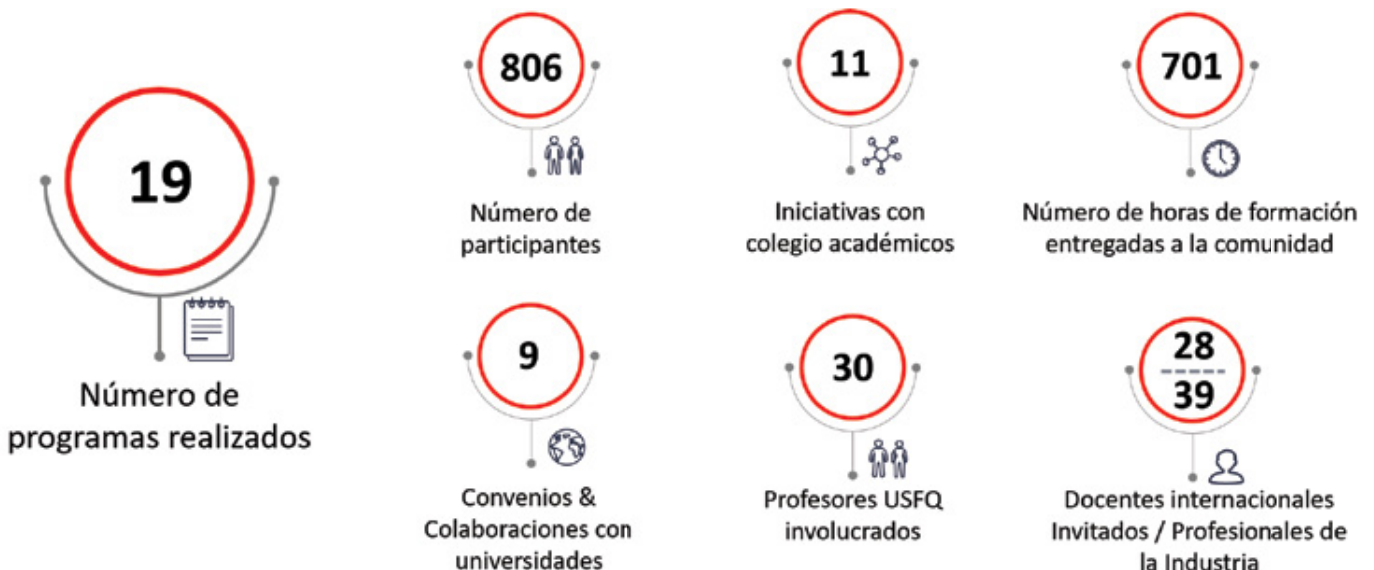 19
Número de
programas realizados
806
Número de
participantes
11
Iniciativas con
colegio académicos
701
Número de horas de formación
entregadas a la comunidad
9
Convenios &
Colaboraciones con
universidades
30
Profesores USFQ
involucrados
28
39
Docentes internacionales
Invitados / Profesionales de
la Industria